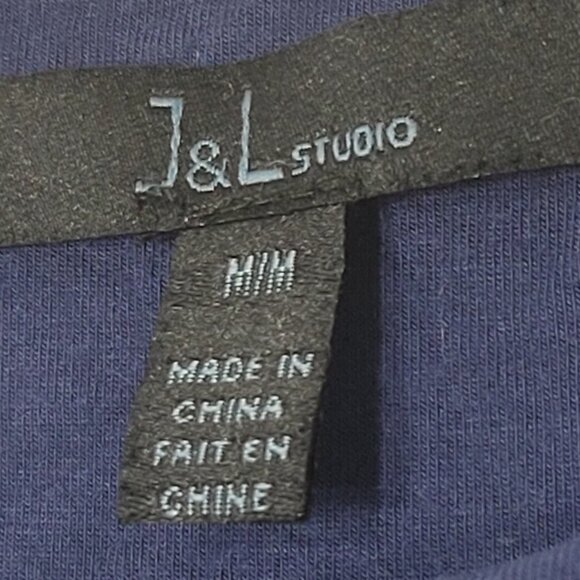 J&L STUDIO
M/M
MADE IN
CHINA
FAIT EN
CHINE